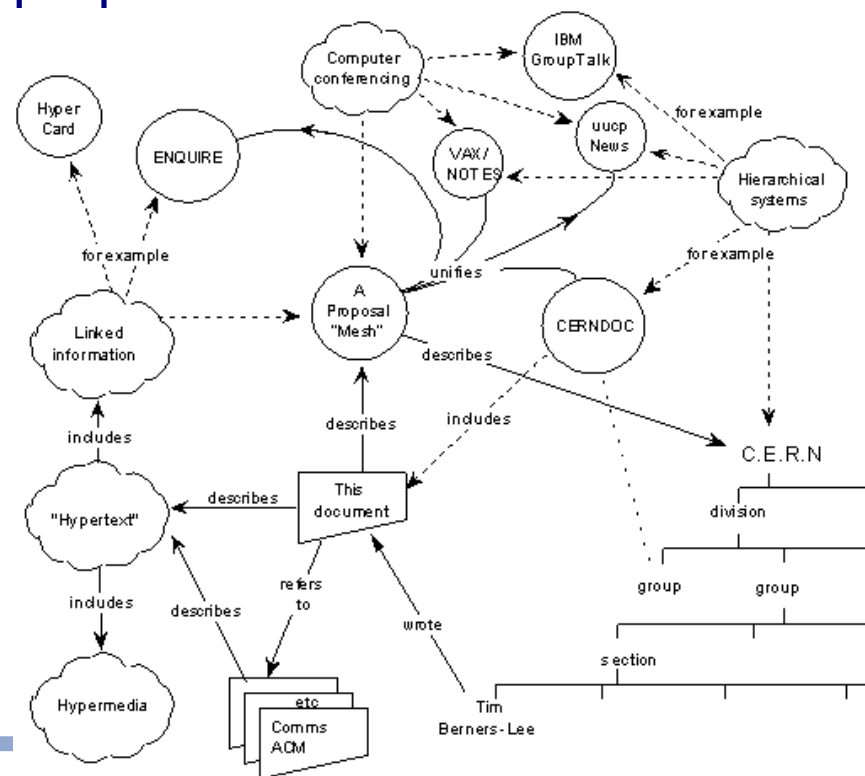 IBM
GroupTalk
Computer
conferencing
Hyper
Card
for example
uucp
News
ENQUIRE
VAX/
NOTES
Hierarchical
systems
for example
for example
unifies
A
Proposal
"Mesh"
CERNDOC
Linked
information
describes
includes
describes
includes
C.E.R.N
This
document
describes
"Hypertext"
division
refers
to
group
group
includes
describes
wrote
section
etc
Hypermedia
Comms
ACM
Tim
Berners-Lee